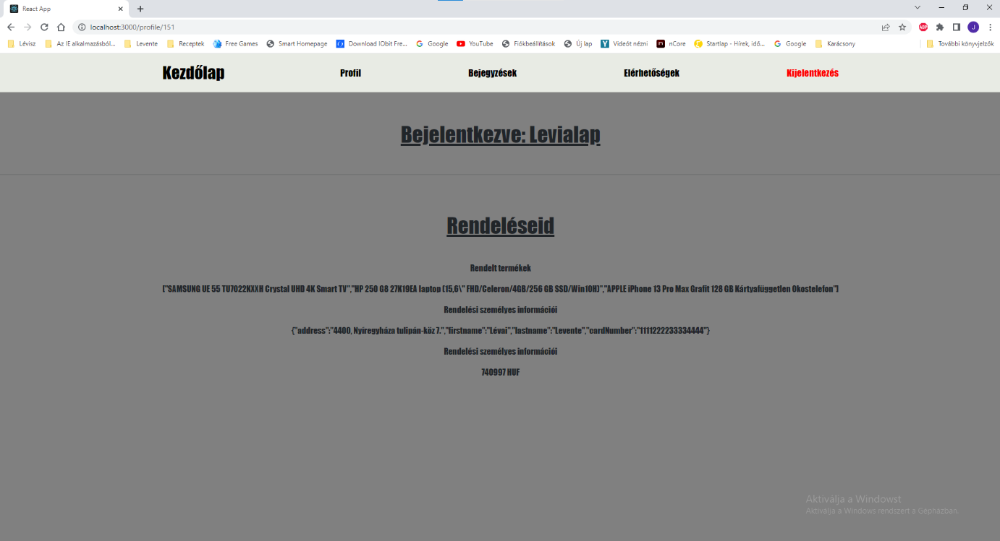 React App
localhost:3000/profile/151
Lévisz Az IE alkalmazásból... Levente Receptek Free Games Smart Homepage Download IObit Fre... Google YouTube Fiókbeállítások Új lap Videót nézni nCore Startlap - Hírek, idő... Google Karácsony További könyvjelzők
Kezdőlap Profil Bejegyzések Elérhetőségek Kijelentkezés
Bejelentkezve: Levialap
Rendeléseid
Rendelt termékek
["SAMSUNG UE 55 TU7022KXXH Crystal UHD 4K Smart TV","HP 250 G8 27K19EA laptop (15,6\" FHD/Celeron/4GB/256 GB SSD/Win10H)","APPLE iPhone 13 Pro Max Grafit 128 GB Kártyafüggetlen Okostelefon"]
Rendelési személyes információi
{"address":"4400, Nyíregyháza tulipán-köz 7.","firstname":"Lévai","lastname":"Levente","cardNumber":"1111222233334444"}
Rendelési személyes információi
740997 HUF
Aktiválja a Windowst
Aktiválja a Windows rendszert a Gépházban.